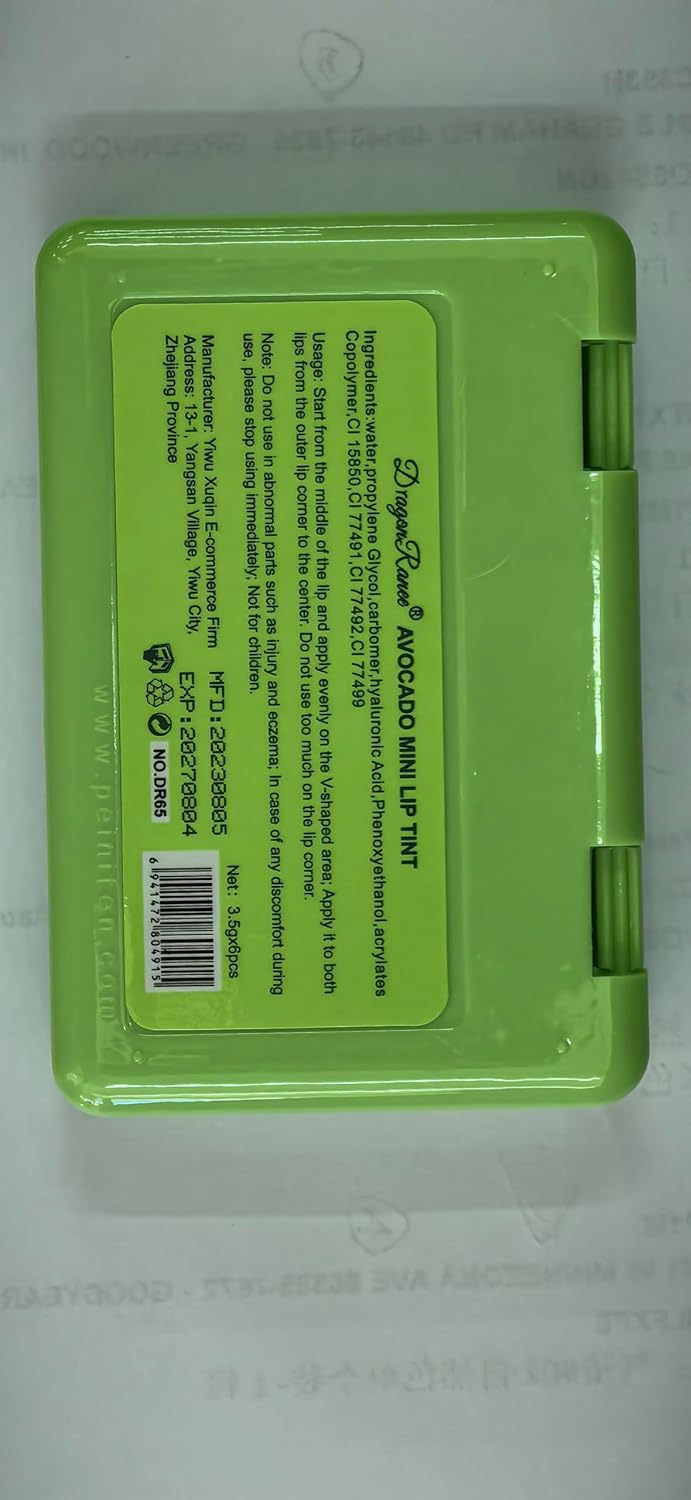 DragonRanee® AVOCADO MINI LIP TINT
Ingredients:water,propylene Glycol,carbomer,hyaluronic Acid,Phenoxyethanol,acrylates
Copolymer,CI 15850,CI 77491,CI 77492,CI 77499
Usage: Start from the middle of the lip and apply evenly on the V-shaped area; Apply it to both
lips from the outer lip corner to the center. Do not use too much on the lip corner.
Note: Do not use in abnormal parts such as injury and eczema; In case of any discomfort during
use, please stop using immediately; Not for children.
Net: 3.5gx6pcs
Manufacturer: Yiwu Xuqin E-commerce Firm
Address: 13-1, Yangsan Village, Yiwu City,
Zhejiang Province
MFD:20230805
EXP:20270804
NO.DR65
6 941472 804915